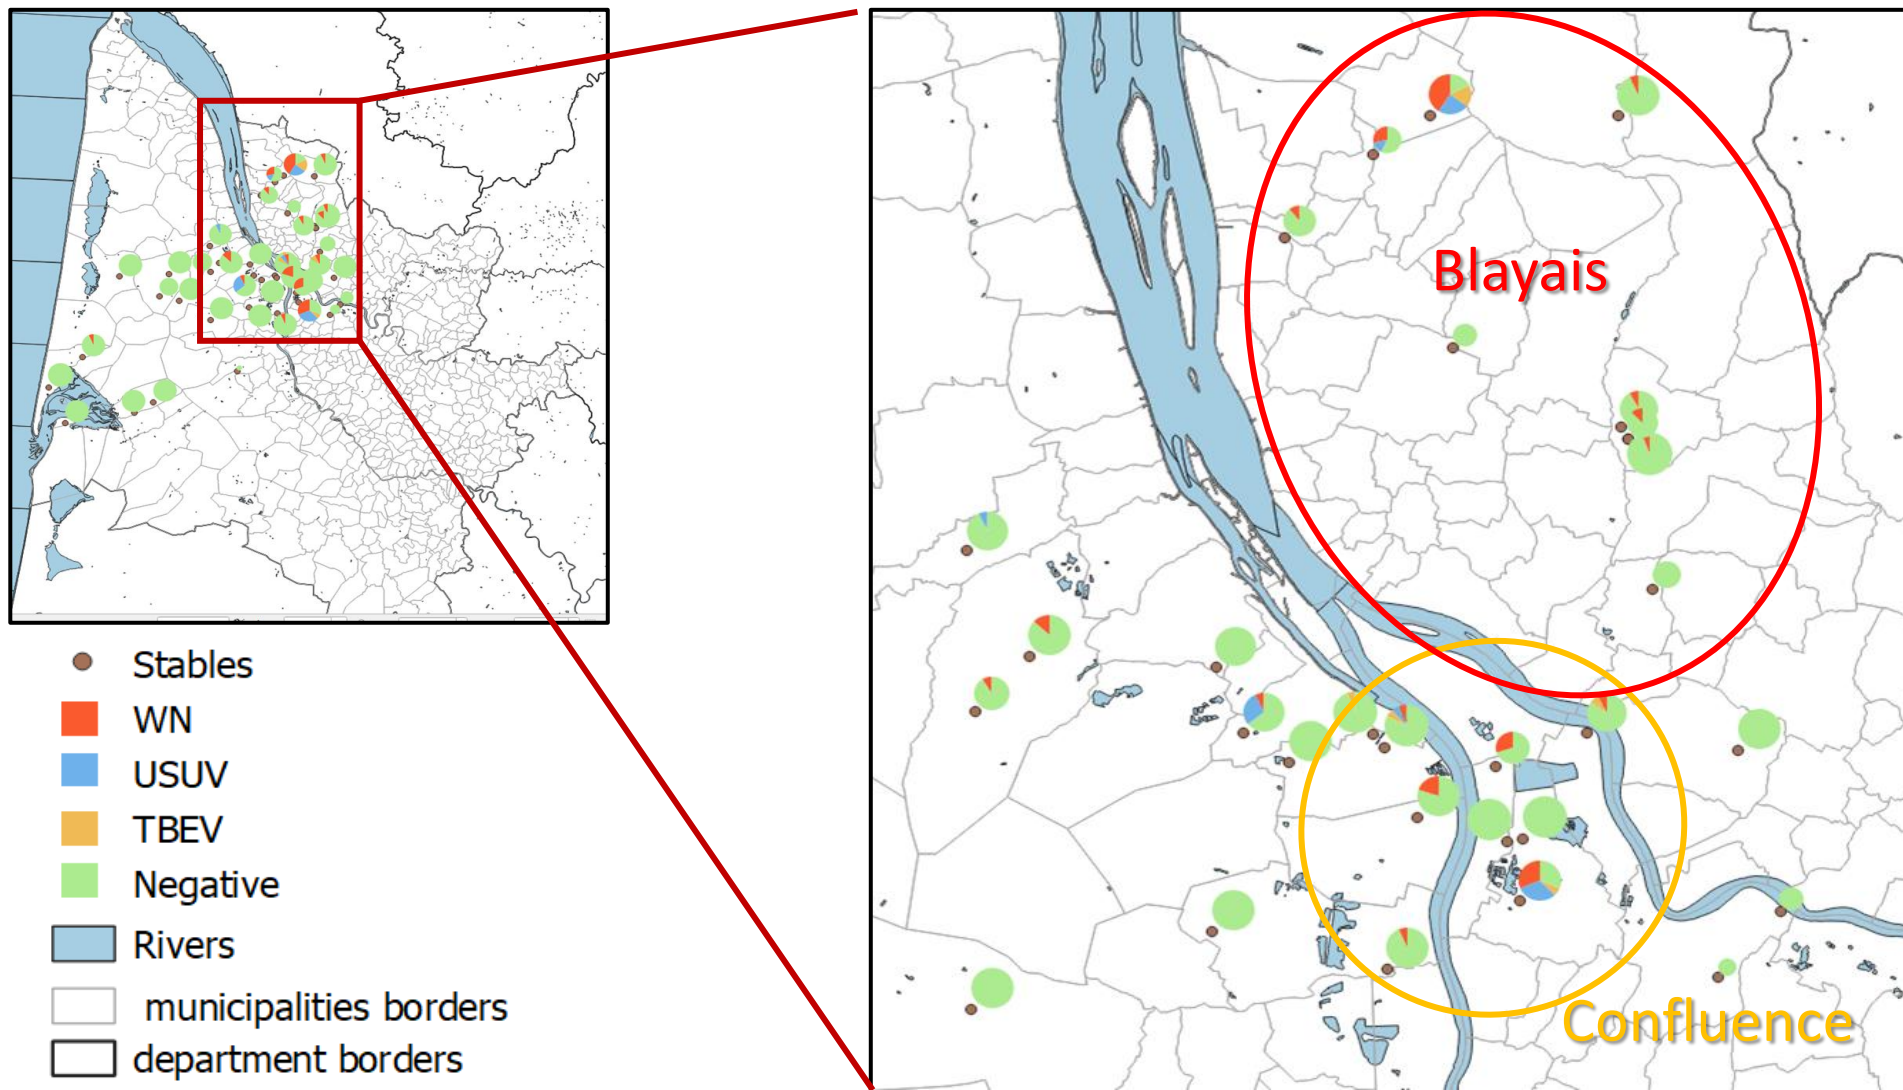 Blayais
Stables
WN
USUV
TBEV
Negative
Rivers
municipalities borders
department borders
Confluence